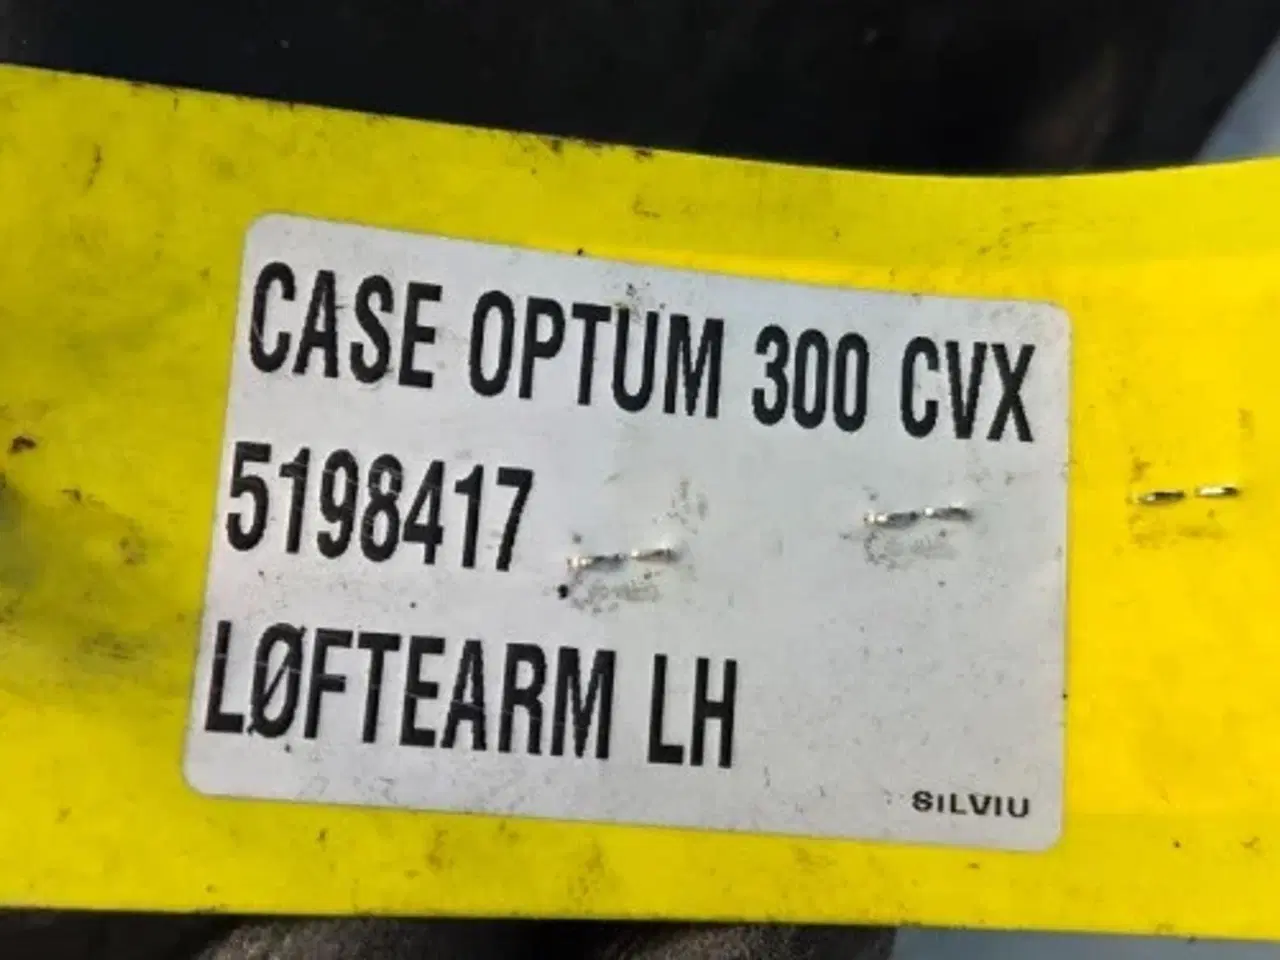 CASE OPTUM 300 CVX
5198417
LØFTEARM LH
SILVIU